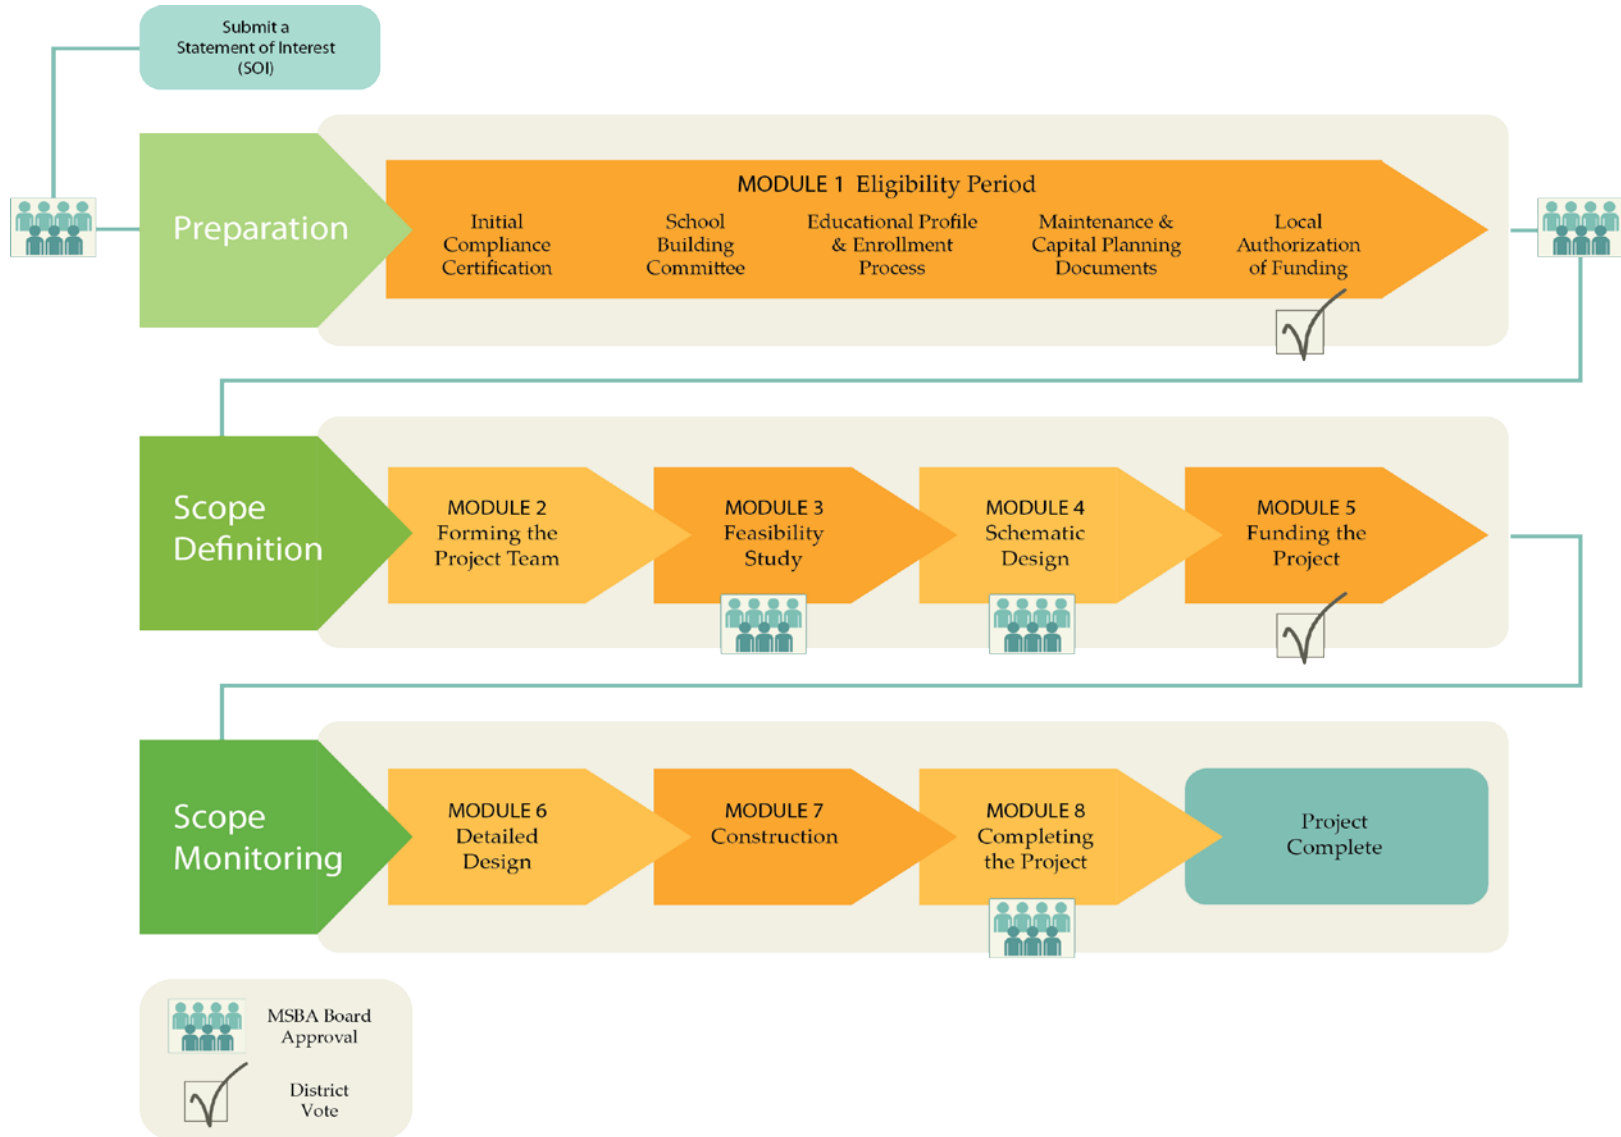 Submit a
Statement of Interest
(SOI)
Preparation
MODULE 1 Eligibility Period
Initial
Compliance
Certification
School
Building
Committee
Educational Profile
& Enrollment
Process
Maintenance &
Capital Planning
Documents
Local
Authorization
of Funding
Scope
Definition
MODULE 2
Forming the
Project Team
MODULE 3
Feasibility
Study
MODULE 4
Schematic
Design
MODULE 5
Funding the
Project
Scope
Monitoring
MODULE 6
Detailed
Design
MODULE 7
Construction
MODULE 8
Completing
the Project
Project
Complete
MSBA Board
Approval
District
Vote